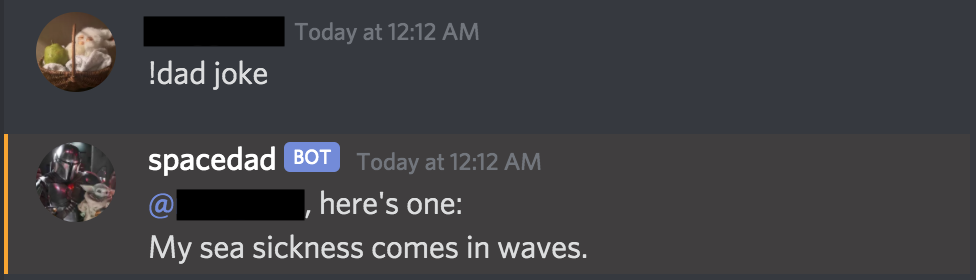 Today at 12:12 AM
!dad joke
spacedad BOT Today at 12:12 AM
@ , here's one:
My sea sickness comes in waves.